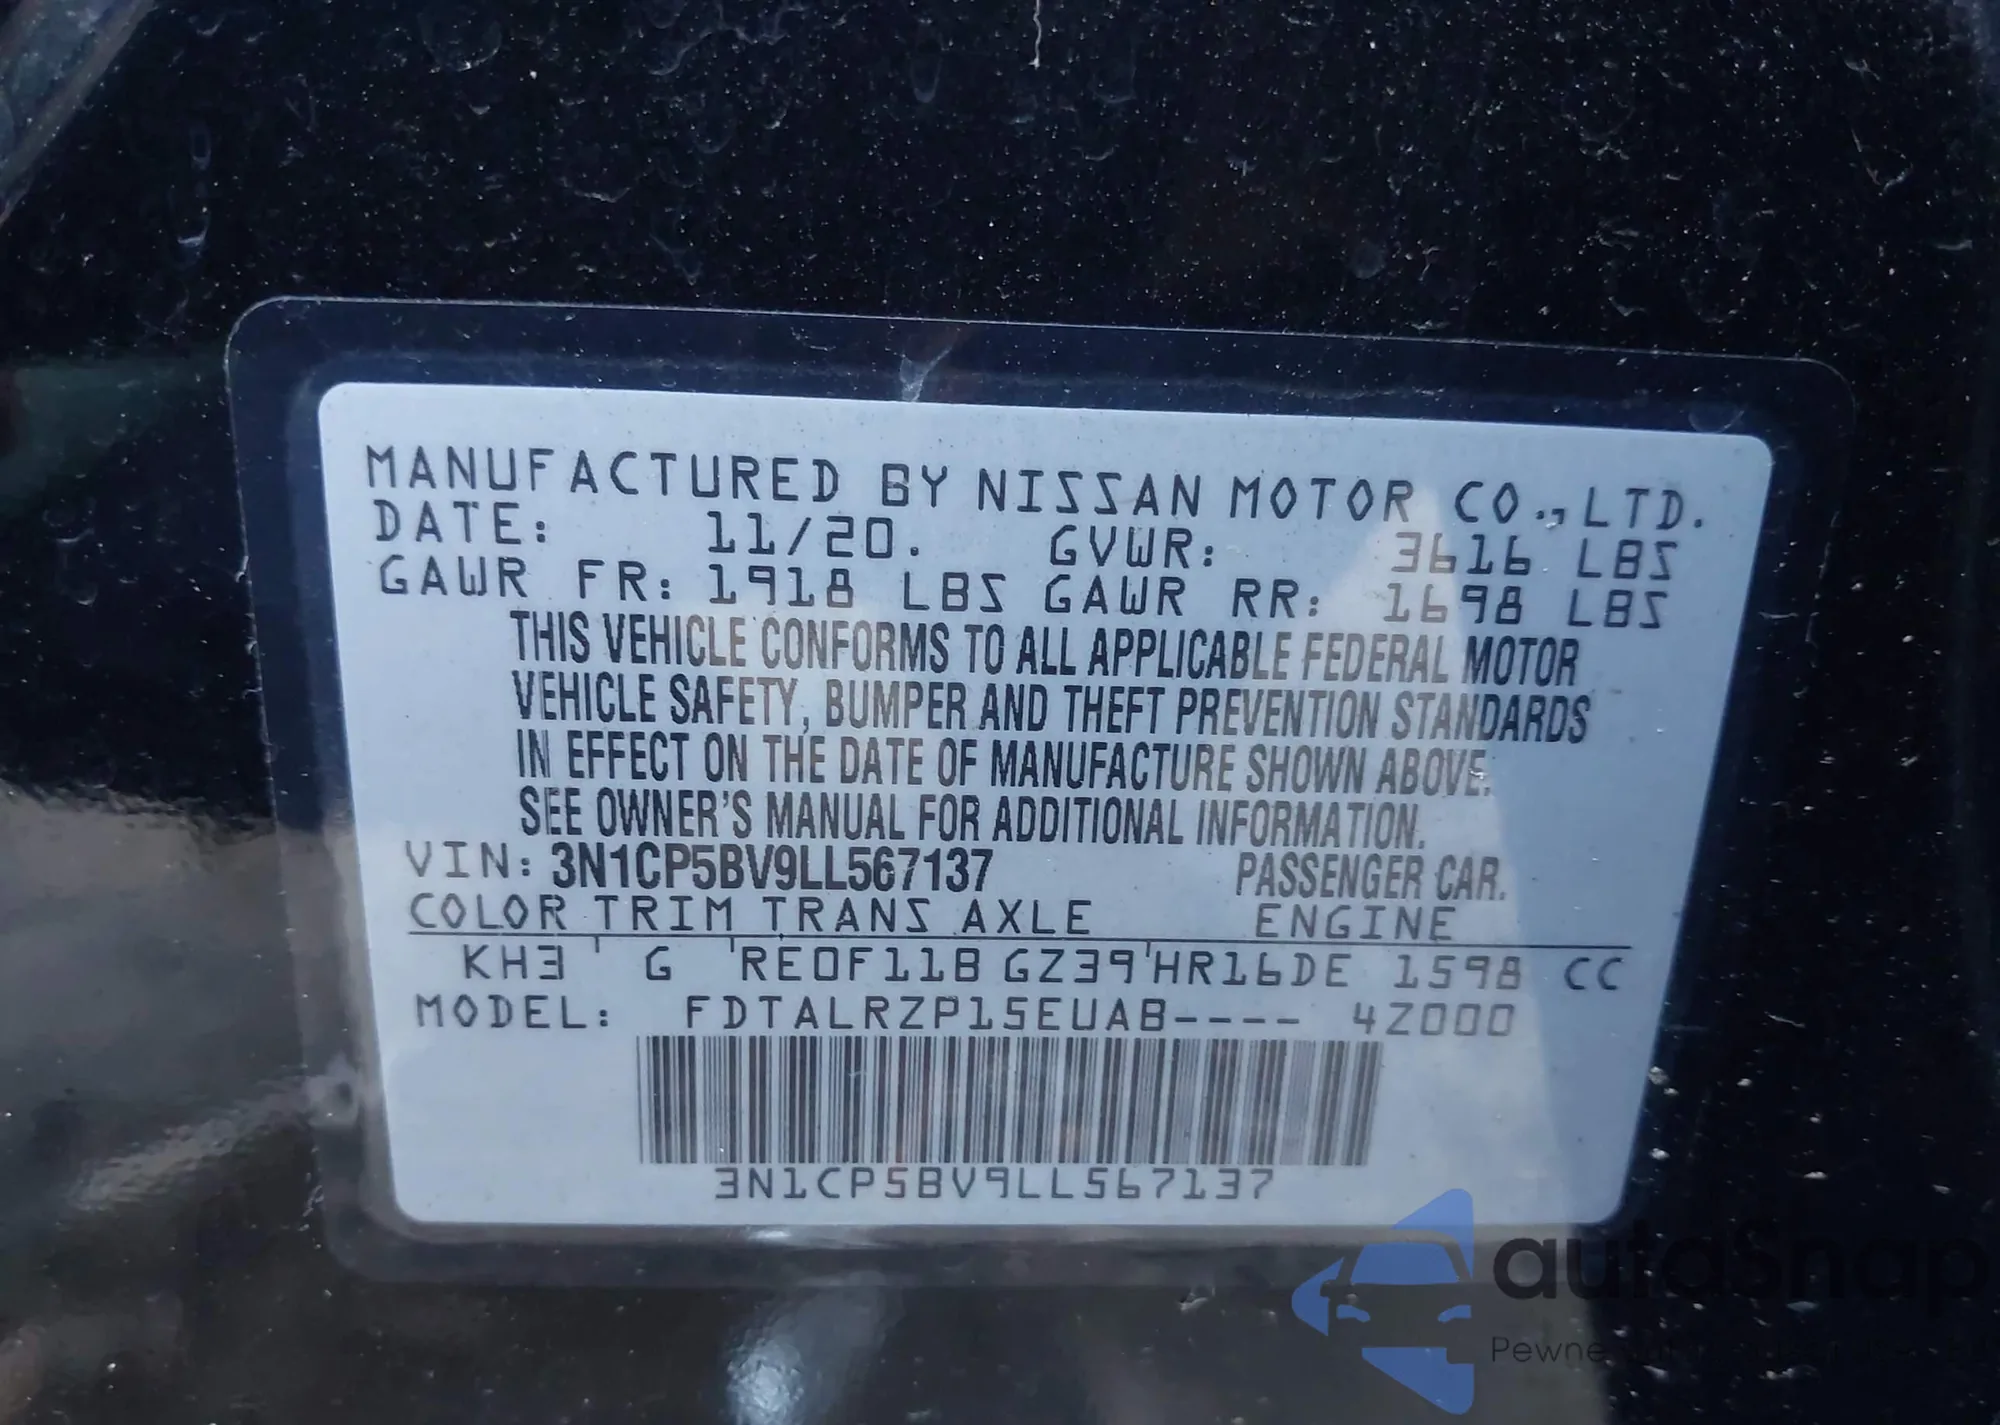 MANUFACTURED BY NISSAN MOTOR CO., LTD.
DATE: 11/20. GVWR: 3616 LBS
GAWR FR: 1918 LBS GAWR RR: 1698 LBS
THIS VEHICLE CONFORMS TO ALL APPLICABLE FEDERAL MOTOR
VEHICLE SAFETY, BUMPER AND THEFT PREVENTION STANDARDS
IN EFFECT ON THE DATE OF MANUFACTURE SHOWN ABOVE.
SEE OWNER'S MANUAL FOR ADDITIONAL INFORMATION.
VIN: 3N1CP5BV9LL567137 PASSENGER CAR.
COLOR TRIM TRANS AXLE ENGINE
KH3 ' G 'RE0F11B GZ39'HR16DE 1598 CC
MODEL: FDTALRZP15EUAB---- 4Z000
3N1CP5BV9LL567137
autoSnap
Pewne